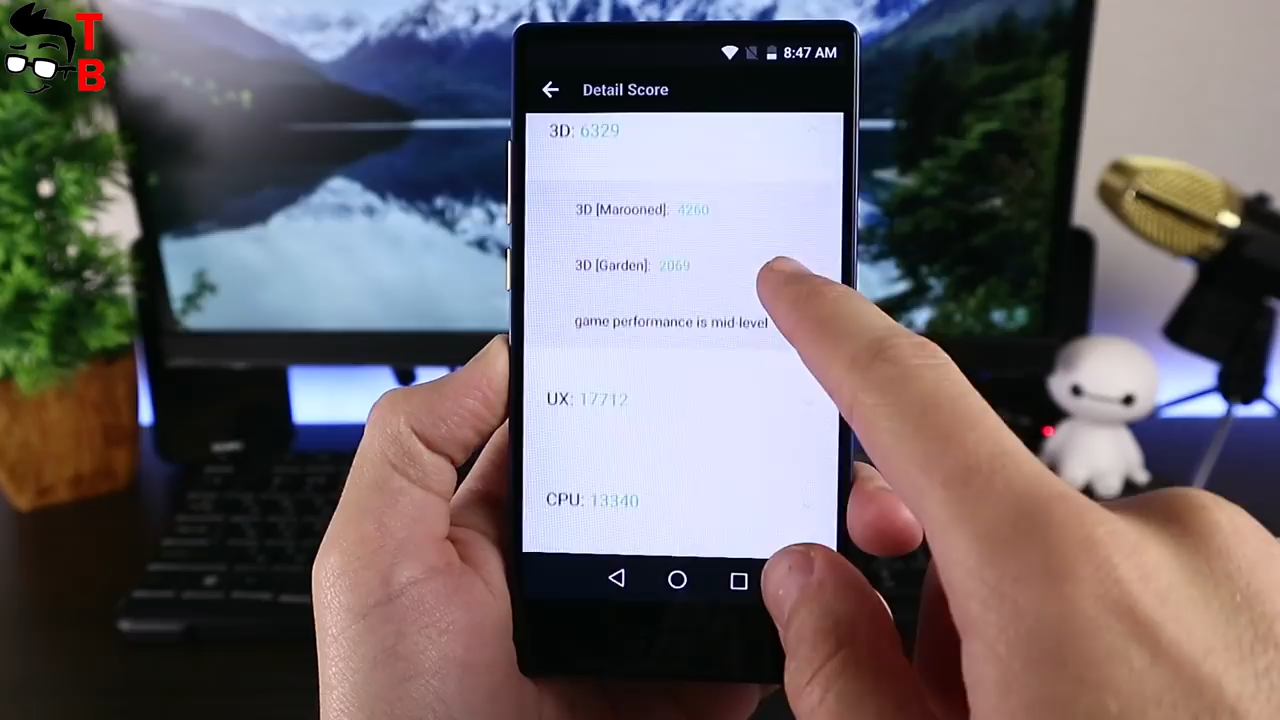 T
B
8:47 AM
Detail Score
3D: 6329
3D [Marooned]: 4260
3D [Garden]: 2069
game performance is mid-level
UX: 17712
CPU: 13340